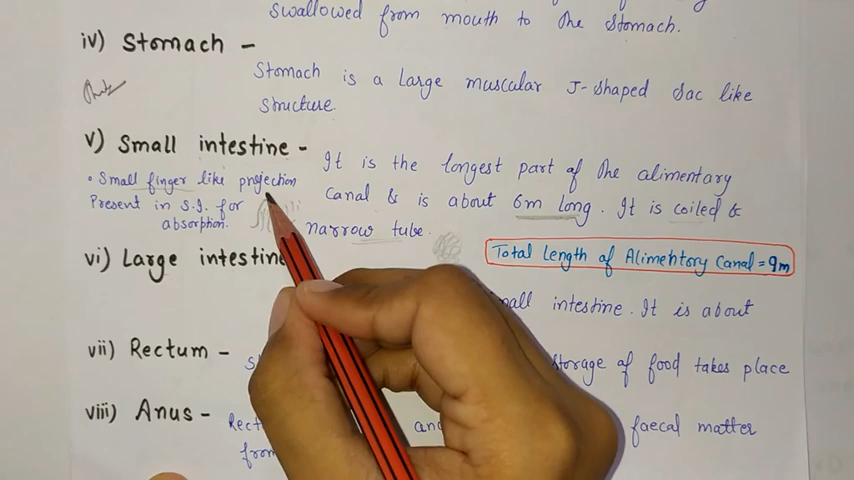 swallowed from mouth to the stomach.
iv) Stomach -
Stomach is a large muscular J-shaped Sac like
structure.
v) Small intestine -
It is the longest part of the alimentary
canal & is about 6m long. It is coiled &
narrow tube.
• Small finger like projection
Present in S.I. for
absorption.
vi) Large intestine
Total Length of Alimentory Canal = 9m
small intestine. It is about
vii) Rectum -
storage of food takes place
viii) Anus -
faecal matter
from